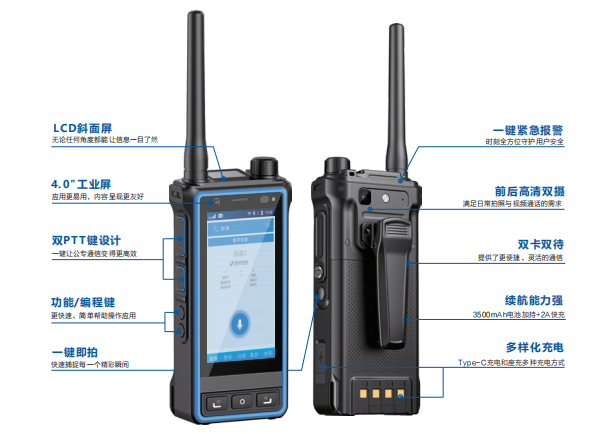 LCD斜面屏
无论任何角度都能让信息一目了然
4.0”工业屏
应用更易用，内容呈现更友好
双PTT键设计
一键让公专通信变得更高效
功能/编程键
更快速、简单帮助操作应用
一键即拍
快速捕捉每一个精彩瞬间
一键紧急报警
时刻全方位守护用户安全
前后高清双摄
满足日常拍照与视频通话的需求
双卡双待
提供了更便捷、灵活的通信
续航能力强
3500mAh电池加持+2A快充
多样化充电
Type-C充电和座充多种充电方式